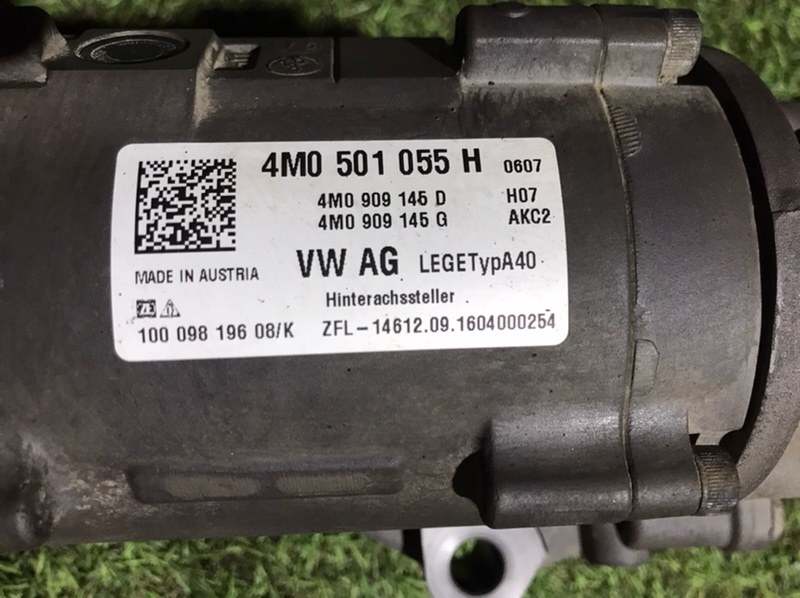 4M0 501 055 H 0607
4M0 909 145 D H07
4M0 909 145 G AKC2
VW AG LEGETypA40
MADE IN AUSTRIA
Hinterachssteller
ZF
100 098 196 08/K ZFL-14612.09.1604000254